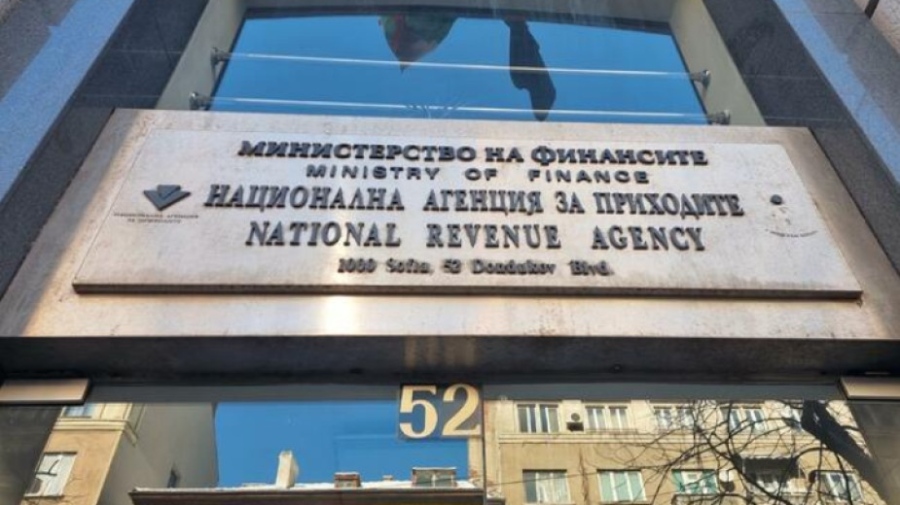 МИНИСТЕРСТВО НА ФИНАНСИТЕ
MINISTRY OF FINANCE
НАЦИОНАЛНА АГЕНЦИЯ ЗА ПРИХОДИТЕ
NATIONAL REVENUE AGENCY
1000 Sofia, 52 Dondukov Blvd.
52